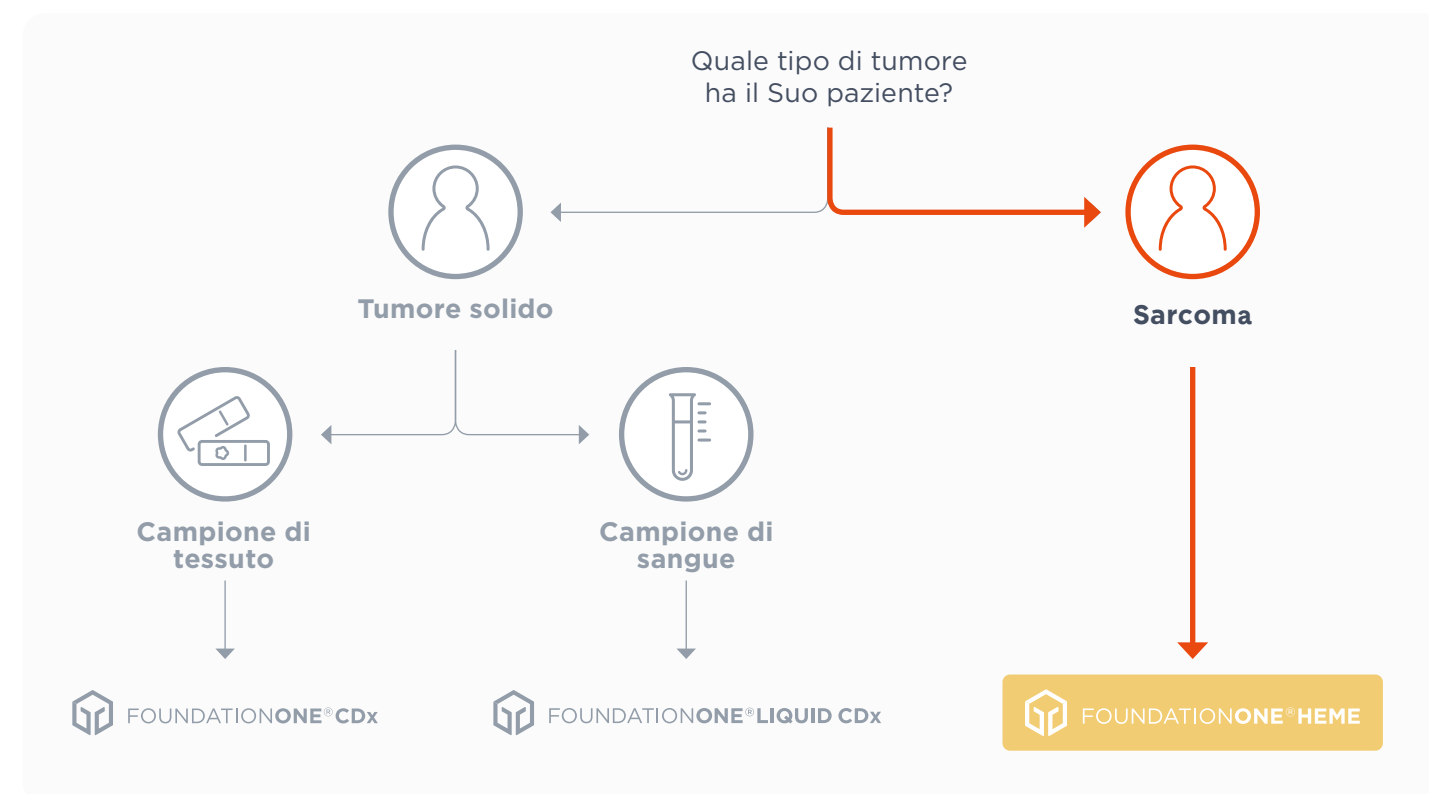 Quale tipo di tumore
ha il Suo paziente?
Tumore solido
Sarcoma
Campione di
tessuto
Campione di
sangue
FOUNDATIONONE®CDx
FOUNDATIONONE®LIQUID CDx
FOUNDATIONONE®HEME